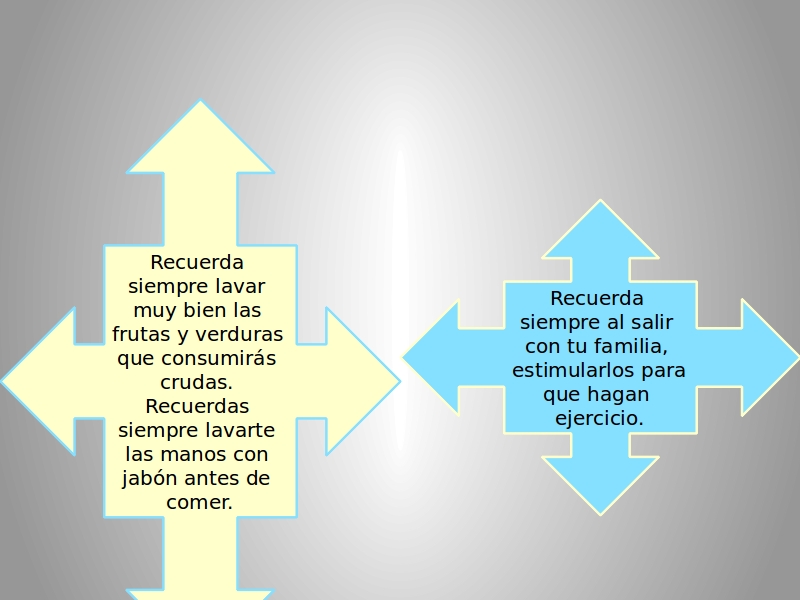 Recuerda
siempre lavar
muy bien las
frutas y verduras
que consumirás
crudas.
Recuerdas
siempre lavarte
las manos con
jabón antes de
comer.
Recuerda
siempre al salir
con tu familia,
estimularlos para
que hagan
ejercicio.